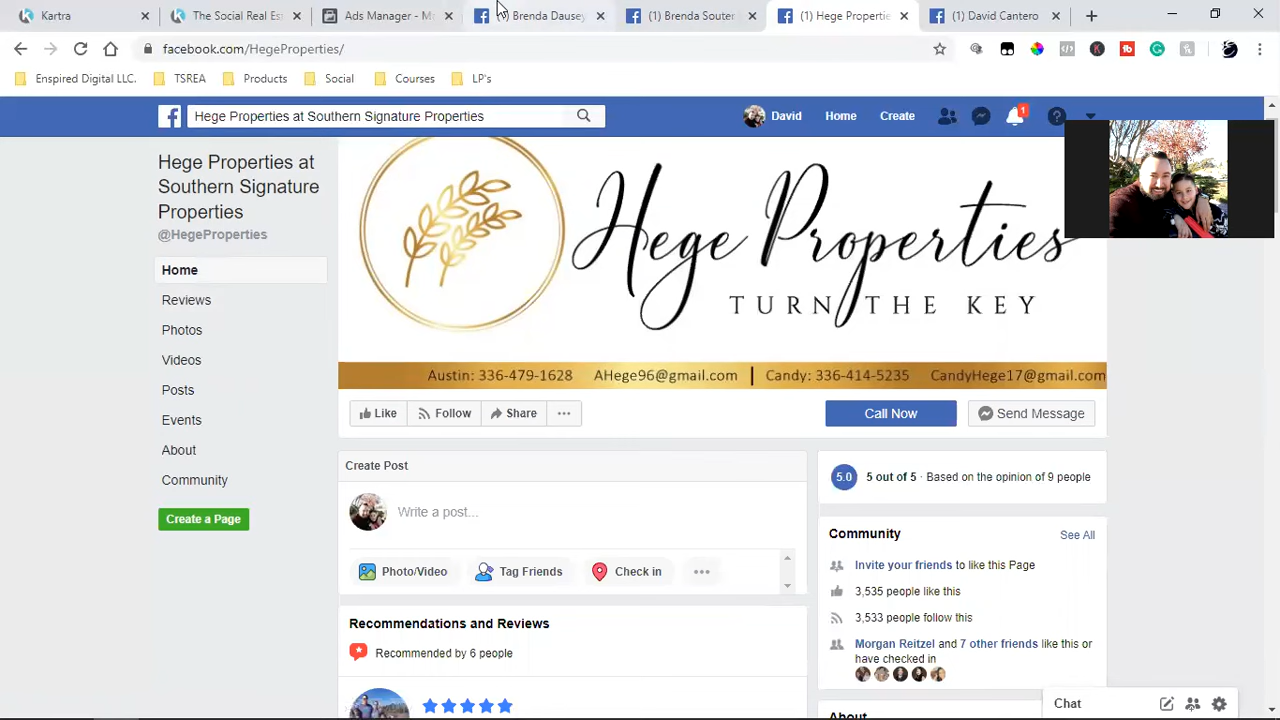 Kartra
The Social Real Est
Ads Manager - M
(1) Brenda Dausey
(1) Brenda Souter
(1) Hege Propertie
(1) David Cantero
facebook.com/HegeProperties/
Enspired Digital LLC.
TSREA
Products
Social
Courses
LP's
Hege Properties at Southern Signature Properties
David
Home
Create
1
Hege Properties at
Southern Signature
Properties
@HegeProperties
Home
Reviews
Photos
Videos
Posts
Events
About
Community
Create a Page
Hege Properties
TURN THE KEY
Austin: 336-479-1628 AHege96@gmail.com | Candy: 336-414-5235 CandyHege17@gmail.com
Like
Follow
Share
Call Now
Send Message
Create Post
Write a post...
Photo/Video
Tag Friends
Check in
Recommendations and Reviews
Recommended by 6 people
5.0
5 out of 5 · Based on the opinion of 9 people
Community
See All
Invite your friends to like this Page
3,535 people like this
3,533 people follow this
Morgan Reitzel and 7 other friends like this or
have checked in
About
Chat